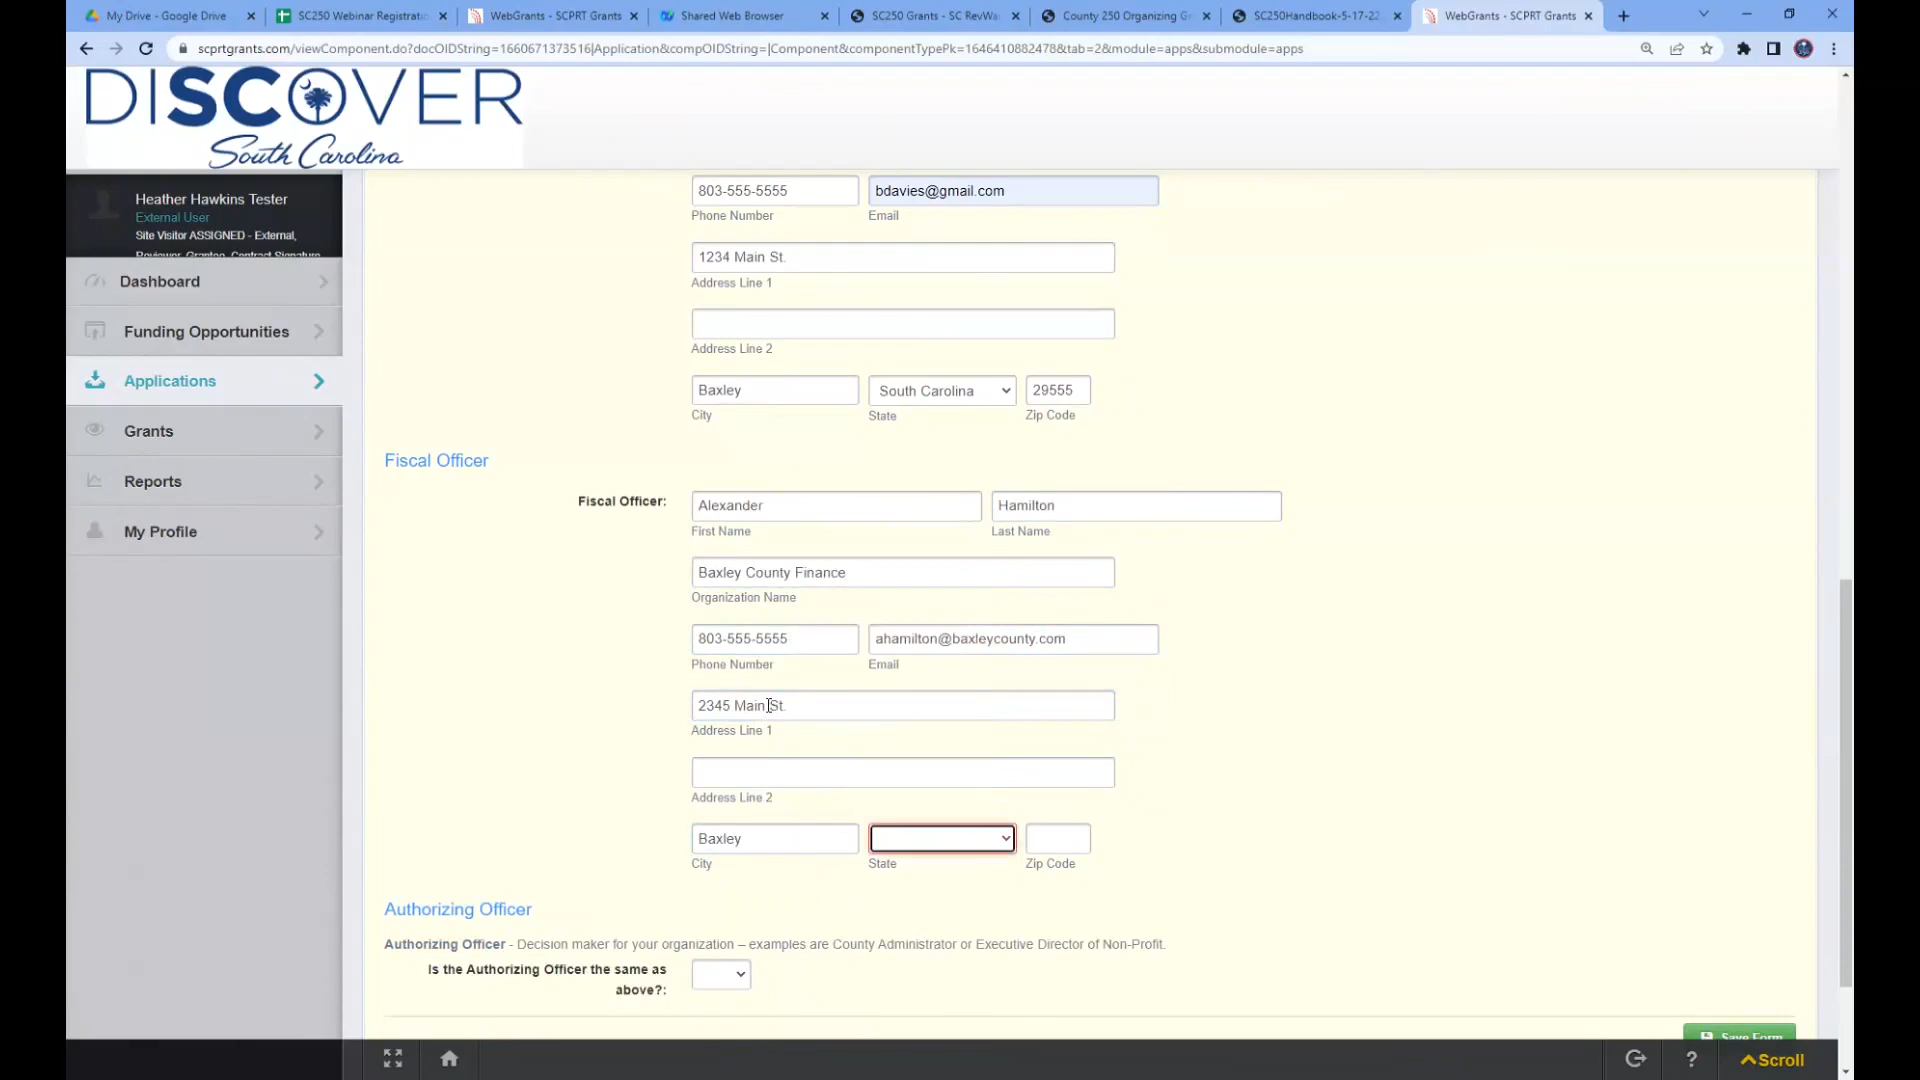 My Drive - Google Drive
SC250 Webinar Registrati
WebGrants - SCPRT Grants
Shared Web Browser
SC250 Grants - SC RevWa
County 250 Organizing Gr
SC250Handbook-5-17-22
WebGrants - SCPRT Grants
scprtgrants.com/viewComponent.do?docOIDString=1660671373516|Application&compOIDString=|Component&componentTypePk=1646410882478&tab=2&module=apps&submodule=apps
DISCOVER
South Carolina
Heather Hawkins Tester
External User
Site Visitor ASSIGNED - External,
Reviewer, Grantee, Contract Signature
Dashboard
Funding Opportunities
Applications
Grants
Reports
My Profile
803-555-5555 bdavies@gmail.com
Phone Number Email
1234 Main St.
Address Line 1
Address Line 2
Baxley South Carolina 29555
City State Zip Code
Fiscal Officer
Fiscal Officer: Alexander Hamilton
First Name Last Name
Baxley County Finance
Organization Name
803-555-5555 ahamilton@baxleycounty.com
Phone Number Email
2345 Main St.
Address Line 1
Address Line 2
Baxley
City State Zip Code
Authorizing Officer
Authorizing Officer - Decision maker for your organization – examples are County Administrator or Executive Director of Non-Profit.
Is the Authorizing Officer the same as
above?:
Save Form
? Scroll